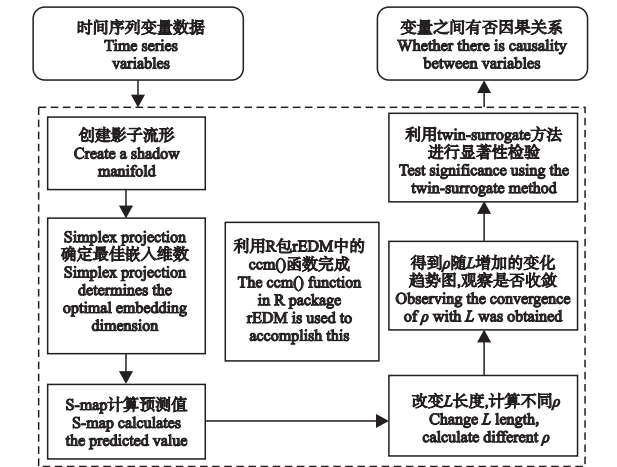 时间序列变量数据
Time series
variables
创建影子流形
Create a shadow
manifold
Simplex projection
确定最佳嵌入维数
Simplex projection
determines the
optimal embedding
dimension
S-map计算预测值
S-map calculates
the predicted value
利用R包rEDM中的
ccm()函数完成
The ccm() function
in R package
rEDM is used to
accomplish this
改变L长度,计算不同ρ
Change L length,
calculate different ρ
得到ρ随L增加的变化
趋势图,观察是否收敛
Observing the convergence
of ρ with L was obtained
利用twin-surrogate方法
进行显著性检验
Test significance using the
twin-surrogate method
变量之间有否因果关系
Whether there is causality
between variables